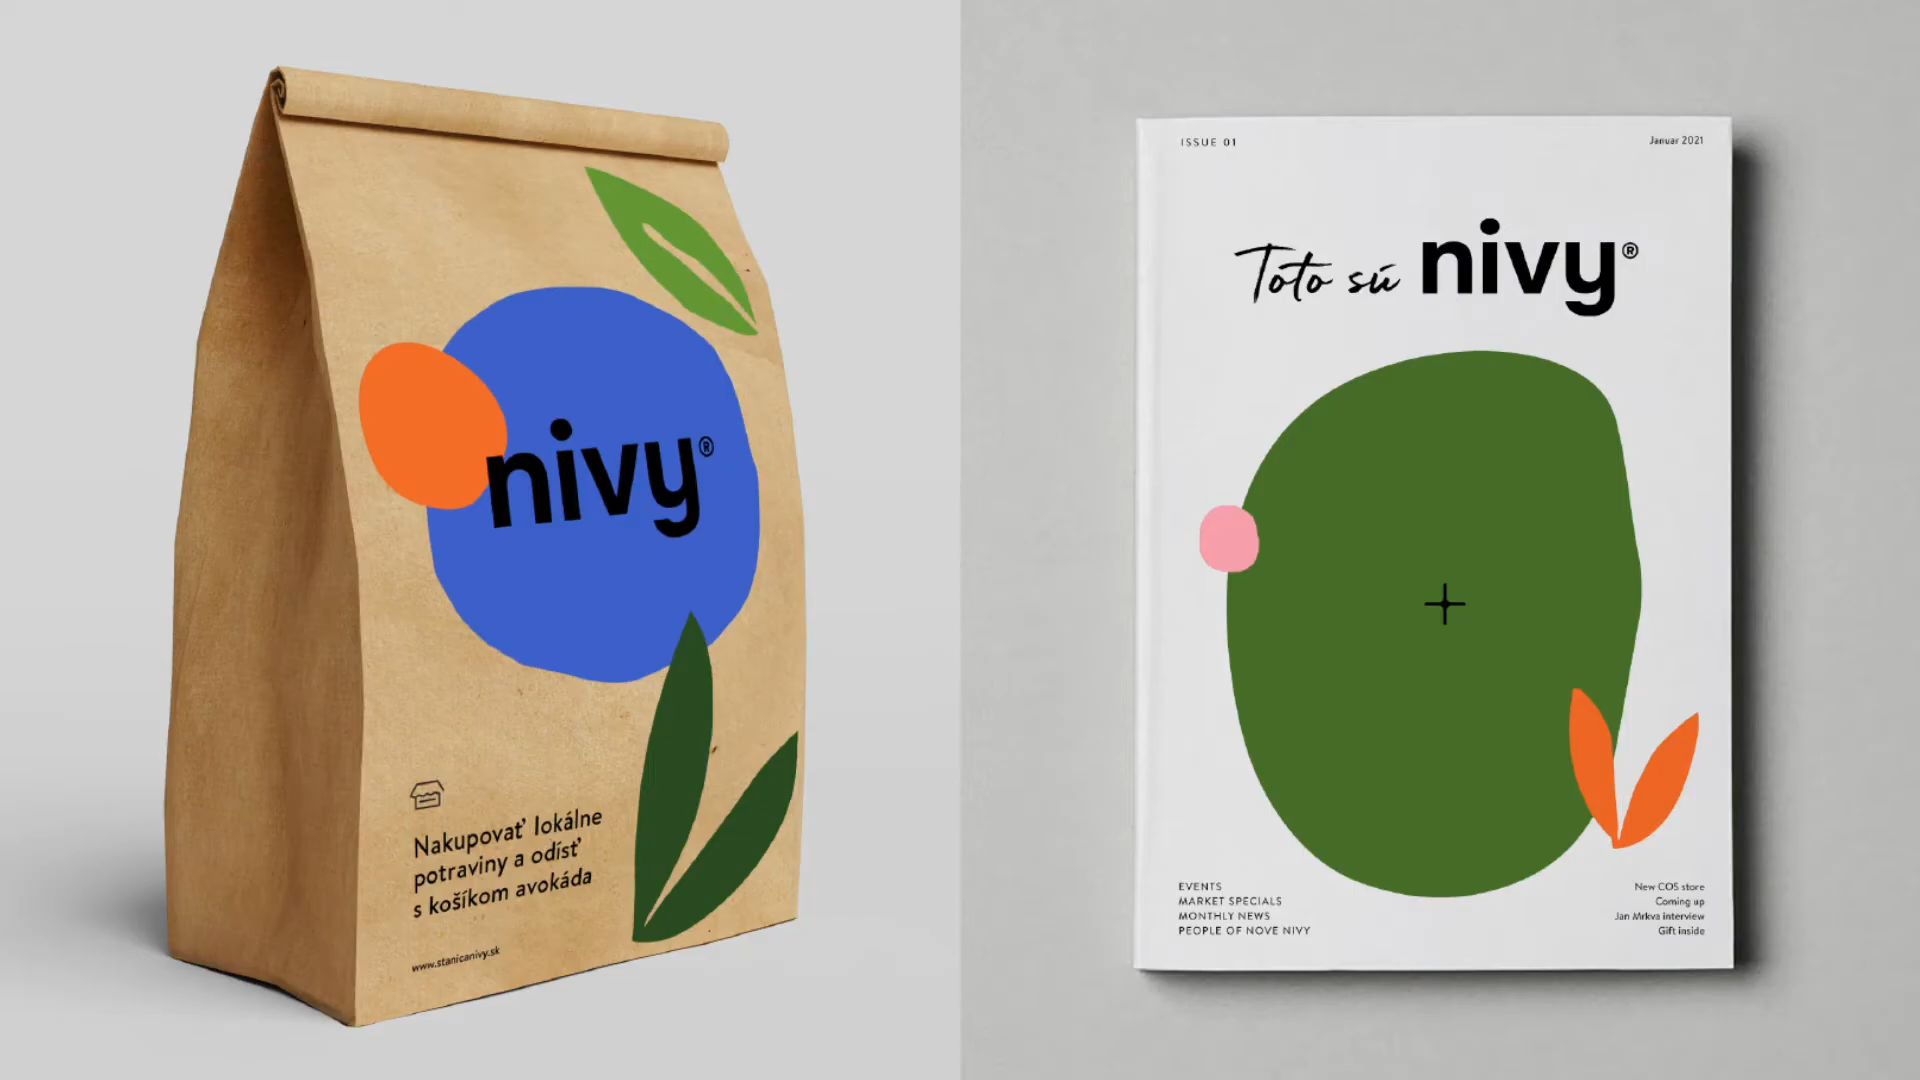 nivy®
Nakupovať lokálne
potraviny a odísť
s košíkom avokáda
www.stanicanivy.sk
ISSUE 01
Januar 2021
Toto sú nivy®
EVENTS
MARKET SPECIALS
MONTHLY NEWS
PEOPLE OF NOVE NIVY
New COS store
Coming up
Jan Mrkva interview
Gift inside